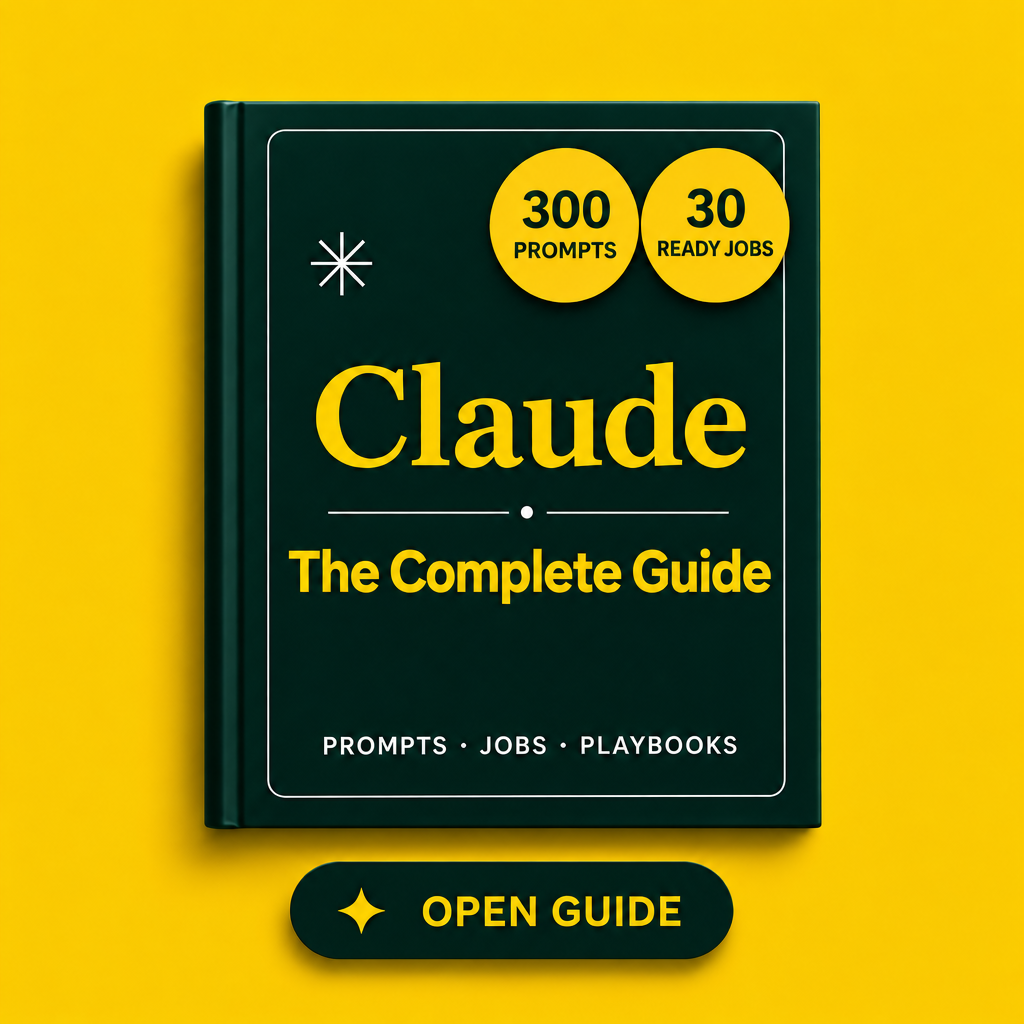 300
PROMPTS
30
READY JOBS
Claude
The Complete Guide
PROMPTS · JOBS · PLAYBOOKS
OPEN GUIDE